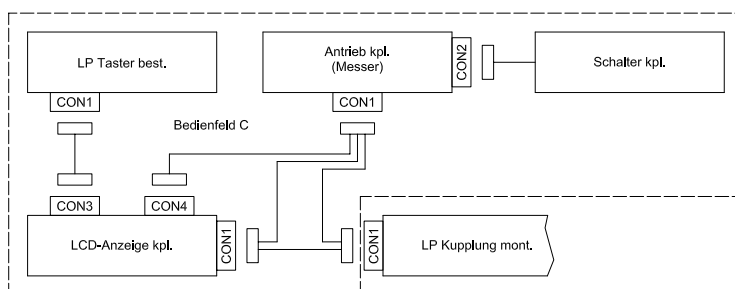 LP Taster best.
CON1
Antrieb kpl.
(Messer)
CON2
CON1
Schalter kpl.
Bedienfeld C
CON3
CON4
LCD-Anzeige kpl.
CON1
CON1
LP Kupplung mont.